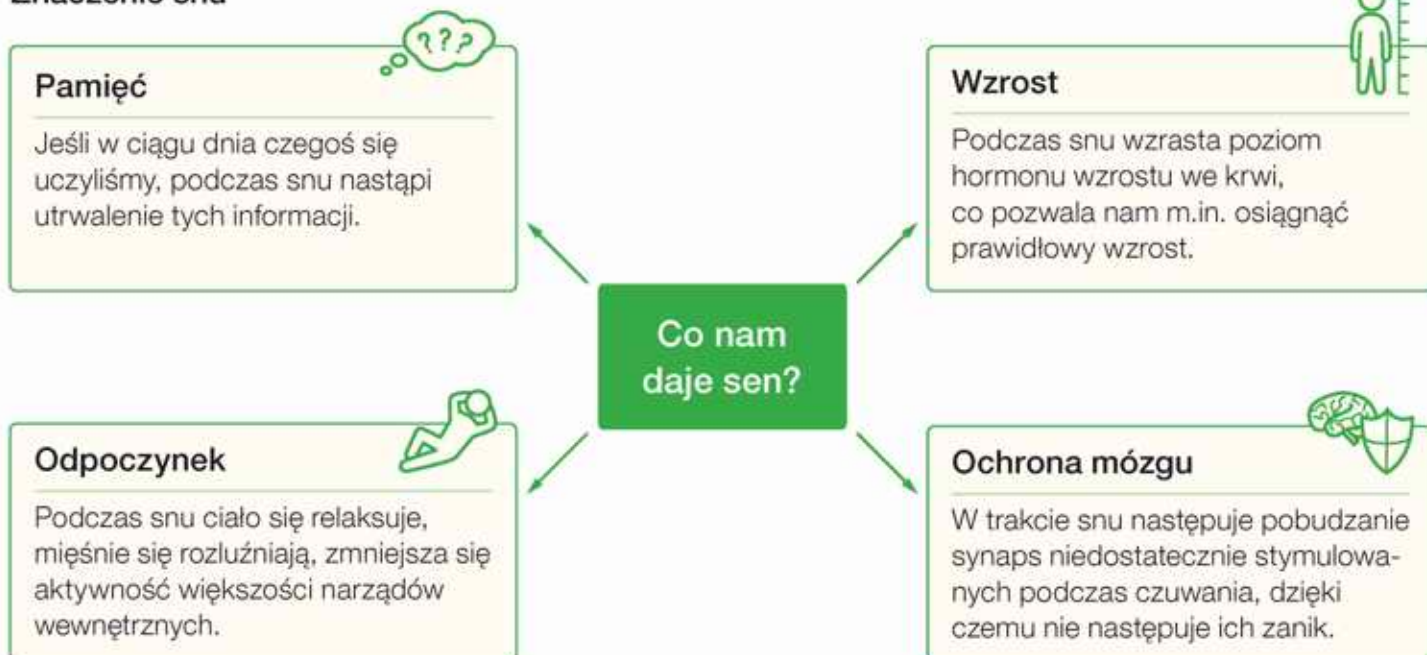 Znaczenie snu
???
Pamięć
Jeśli w ciągu dnia czegoś się
uczyliśmy, podczas snu nastąpi
utrwalenie tych informacji.
Wzrost
Podczas snu wzrasta poziom
hormonu wzrostu we krwi,
co pozwala nam m.in. osiągnąć
prawidłowy wzrost.
Co nam
daje sen?
Odpoczynek
Podczas snu ciało się relaksuje,
mięśnie się rozluźniają, zmniejsza się
aktywność większości narządów
wewnętrznych.
Ochrona mózgu
W trakcie snu następuje pobudzanie
synaps niedostatecznie stymulowa-
nych podczas czuwania, dzięki
czemu nie następuje ich zanik.